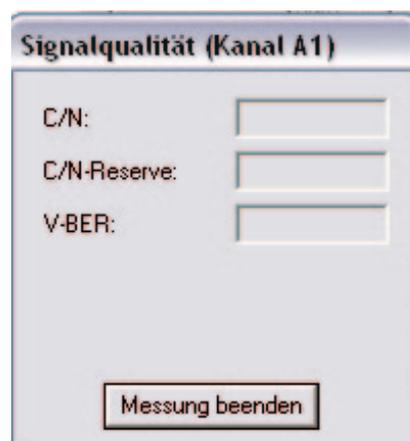 Signalqualität (Kanal A1)
C/N:
C/N-Reserve:
V-BER:
Messung beenden